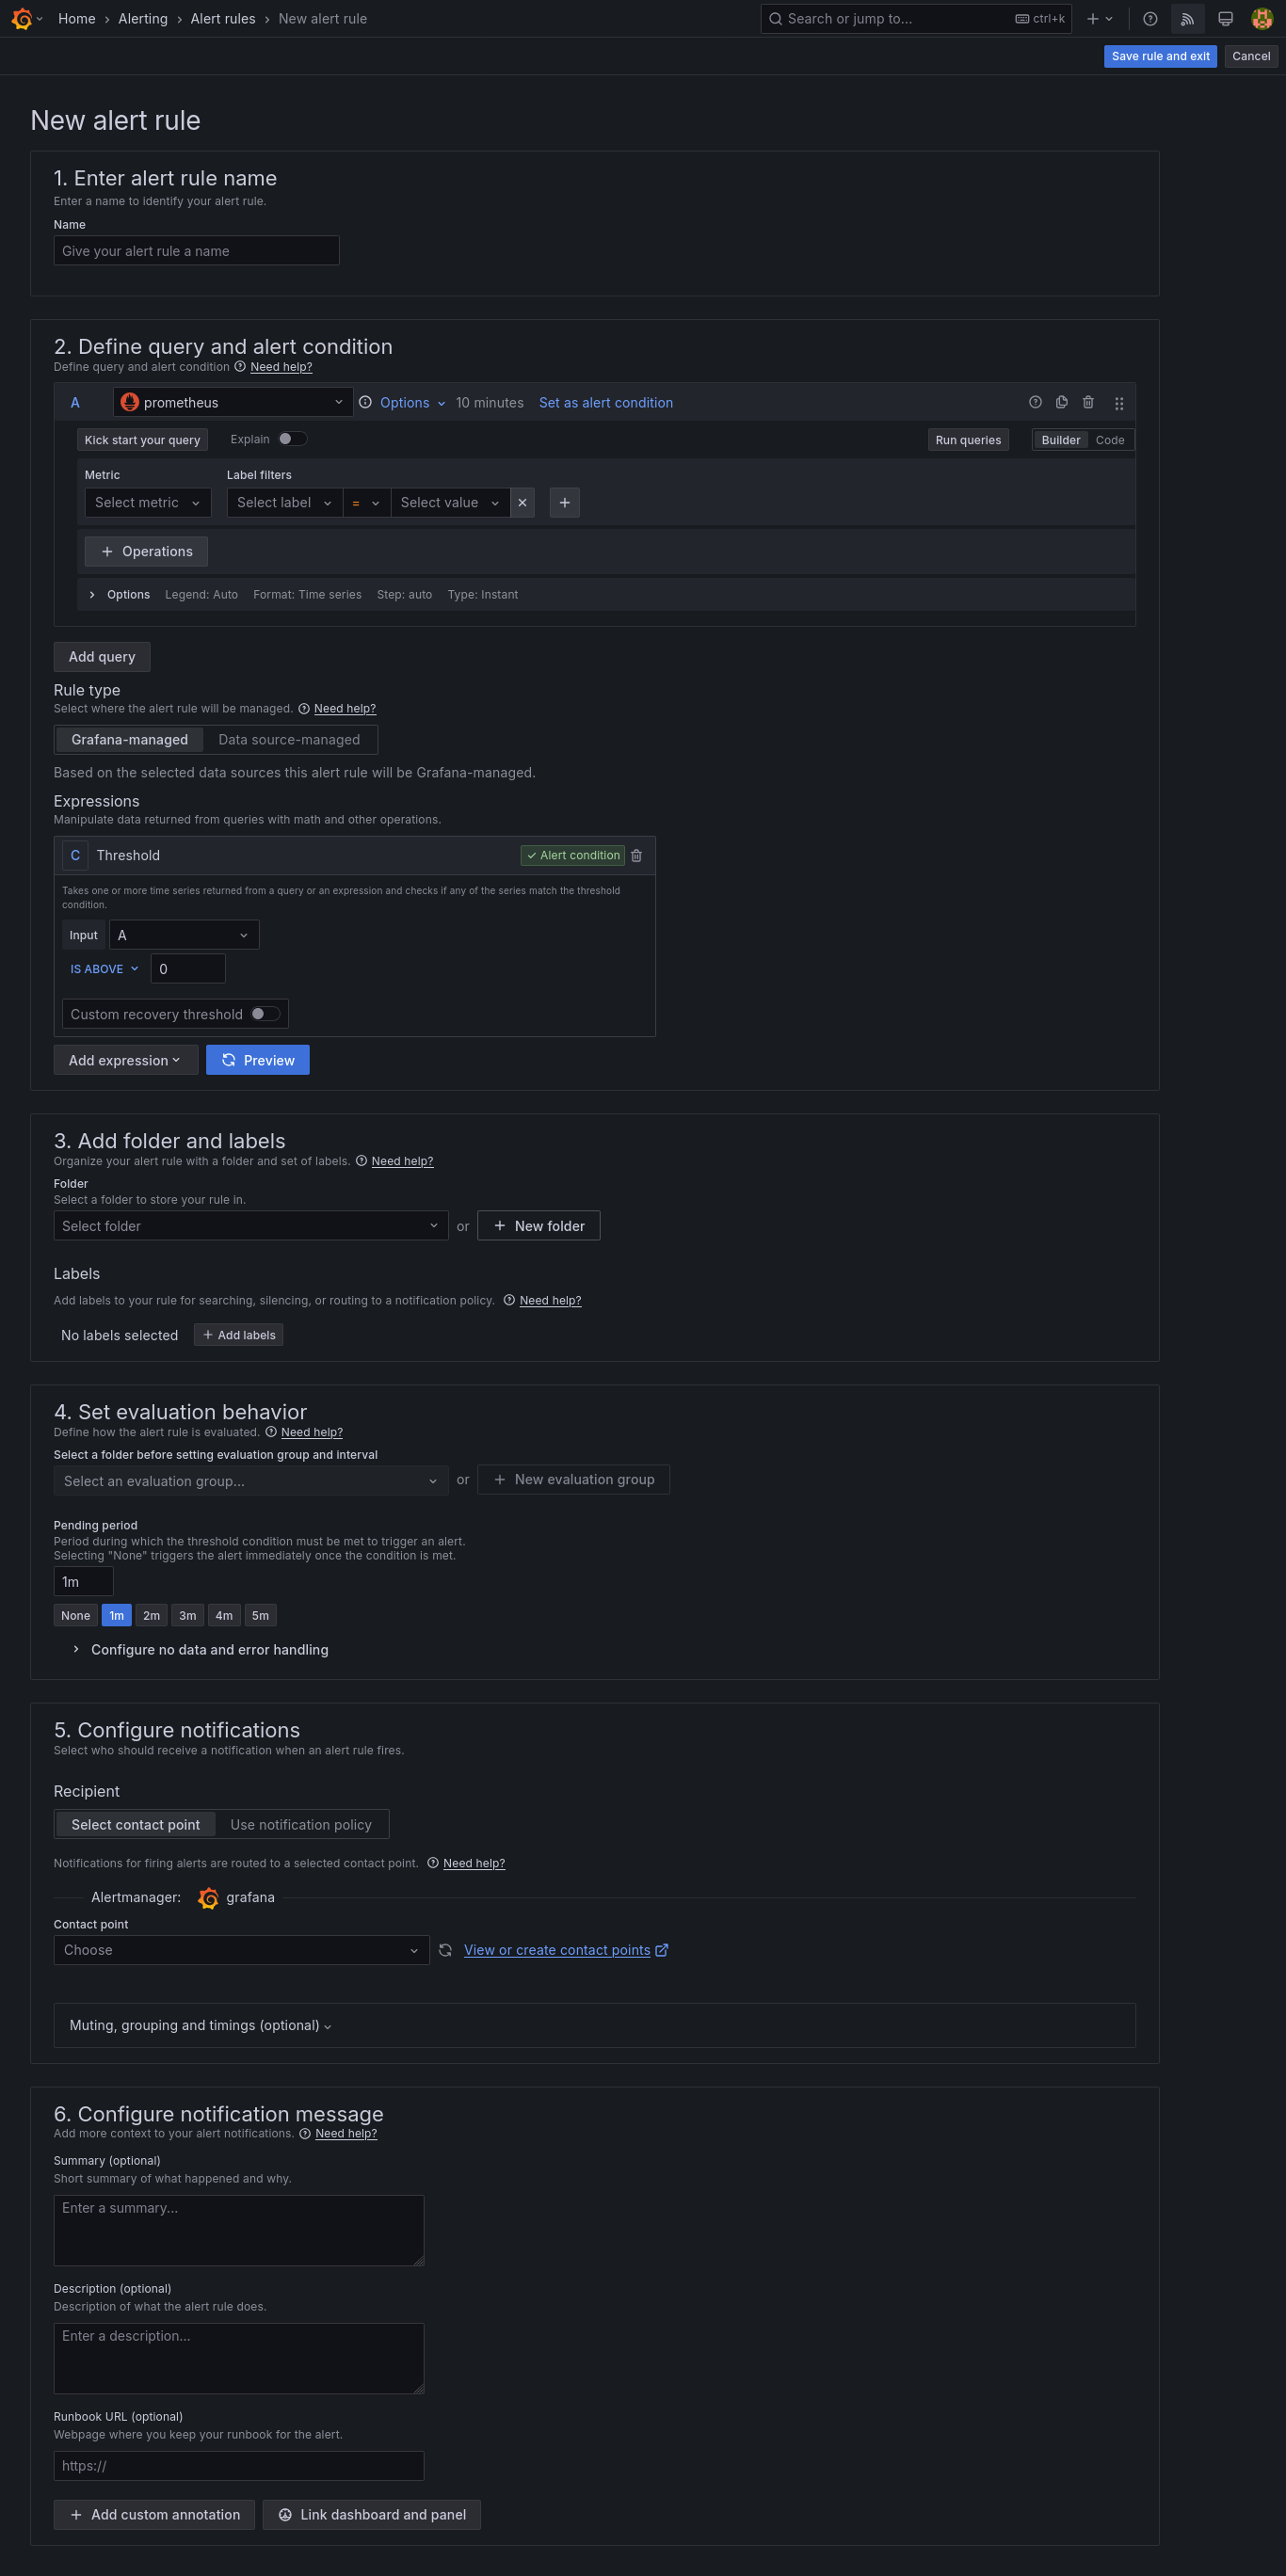 Home › Alerting › Alert rules › New alert rule
Search or jump to... ctrl+k
Save rule and exit Cancel
New alert rule
1. Enter alert rule name
Enter a name to identify your alert rule.
Name
Give your alert rule a name
2. Define query and alert condition
Define query and alert condition Need help?
A prometheus Options 10 minutes Set as alert condition
Kick start your query Explain Run queries Builder Code
Metric Label filters
Select metric Select label = Select value
Operations
Options Legend: Auto Format: Time series Step: auto Type: Instant
Add query
Rule type
Select where the alert rule will be managed. Need help?
Grafana-managed Data source-managed
Based on the selected data sources this alert rule will be Grafana-managed.
Expressions
Manipulate data returned from queries with math and other operations.
C Threshold Alert condition
Takes one or more time series returned from a query or an expression and checks if any of the series match the threshold
condition.
Input A
IS ABOVE 0
Custom recovery threshold
Add expression Preview
3. Add folder and labels
Organize your alert rule with a folder and set of labels. Need help?
Folder
Select a folder to store your rule in.
Select folder or New folder
Labels
Add labels to your rule for searching, silencing, or routing to a notification policy. Need help?
No labels selected Add labels
4. Set evaluation behavior
Define how the alert rule is evaluated. Need help?
Select a folder before setting evaluation group and interval
Select an evaluation group... or New evaluation group
Pending period
Period during which the threshold condition must be met to trigger an alert.
Selecting "None" triggers the alert immediately once the condition is met.
1m
None 1m 2m 3m 4m 5m
Configure no data and error handling
5. Configure notifications
Select who should receive a notification when an alert rule fires.
Recipient
Select contact point Use notification policy
Notifications for firing alerts are routed to a selected contact point. Need help?
Alertmanager: grafana
Contact point
Choose View or create contact points
Muting, grouping and timings (optional)
6. Configure notification message
Add more context to your alert notifications. Need help?
Summary (optional)
Short summary of what happened and why.
Enter a summary...
Description (optional)
Description of what the alert rule does.
Enter a description...
Runbook URL (optional)
Webpage where you keep your runbook for the alert.
https://
Add custom annotation Link dashboard and panel